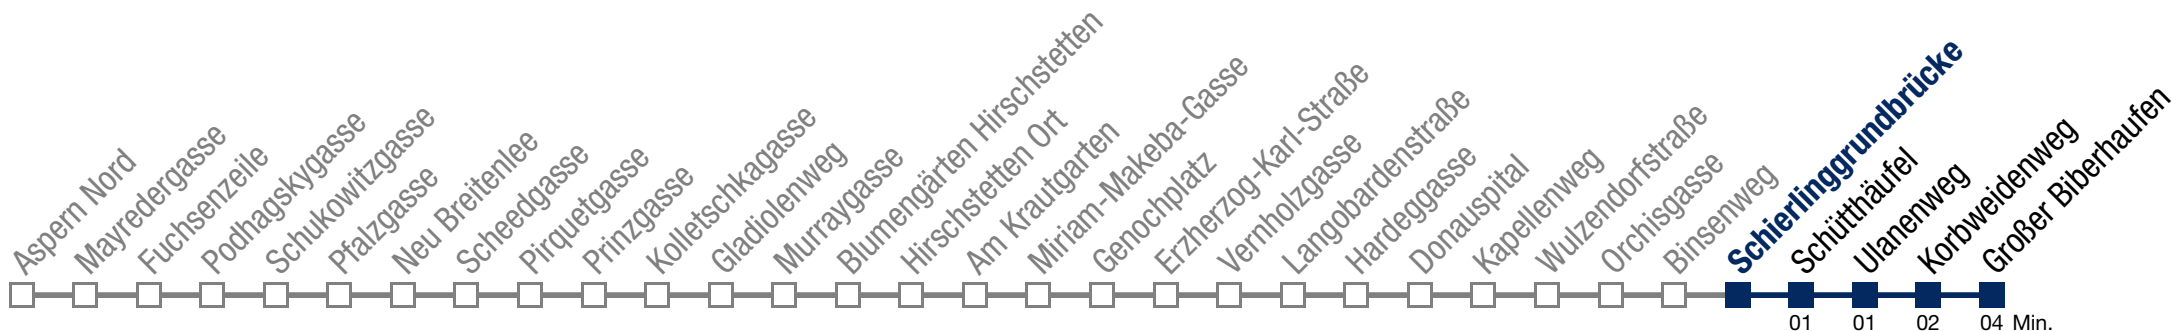 Aspern Nord
Mayredergasse
Fuchsenzeile
Podhagskygasse
Schukowitzgasse
Pfalzgasse
Neu Breitenlee
Scheedgasse
Pirquetgasse
Prinzgasse
Kolletschkagasse
Gladiolenweg
Murraygasse
Blumengärten Hirschstetten
Hirschstetten Ort
Am Krautgarten
Miriam-Makeba-Gasse
Genochplatz
Erzherzog-Karl-Straße
Vernholzgasse
Langobardenstraße
Hardeggasse
Donauspital
Kapellenweg
Wulzendorfstraße
Orchisgasse
Binsenweg
Schierlinggrundbrücke
Schütthäufel
Ulanenweg
Korbweidenweg
Großer Biberhaufen
01 01 02 04 Min.